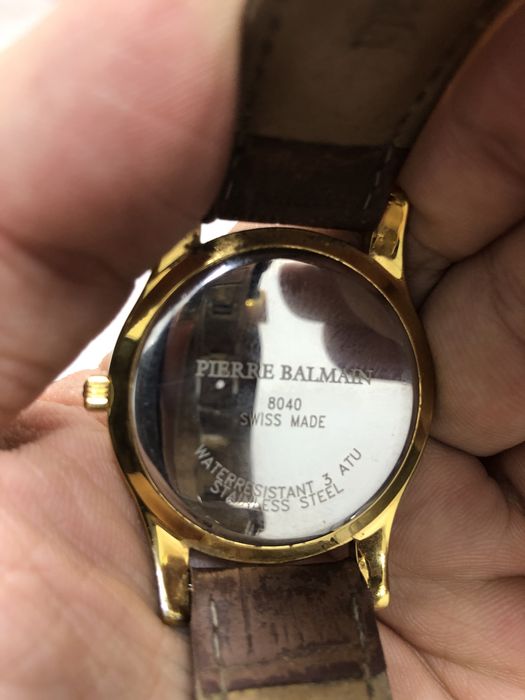 PIERRE BALMAIN
8040
SWISS MADE
WATERRESISTANT 3 ATU
STAINLESS STEEL